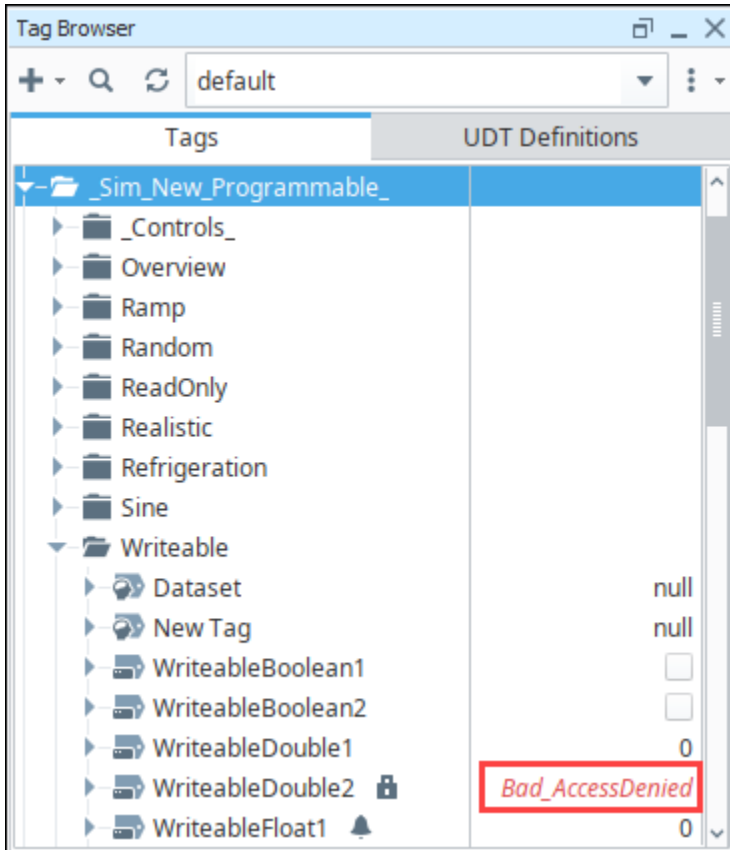 Tag Browser
default
Tags UDT Definitions
_Sim_New_Programmable_
_Controls_
Overview
Ramp
Random
ReadOnly
Realistic
Refrigeration
Sine
Writeable
Dataset null
New Tag null
WriteableBoolean1
WriteableBoolean2
WriteableDouble1 0
WriteableDouble2 Bad_AccessDenied
WriteableFloat1 0